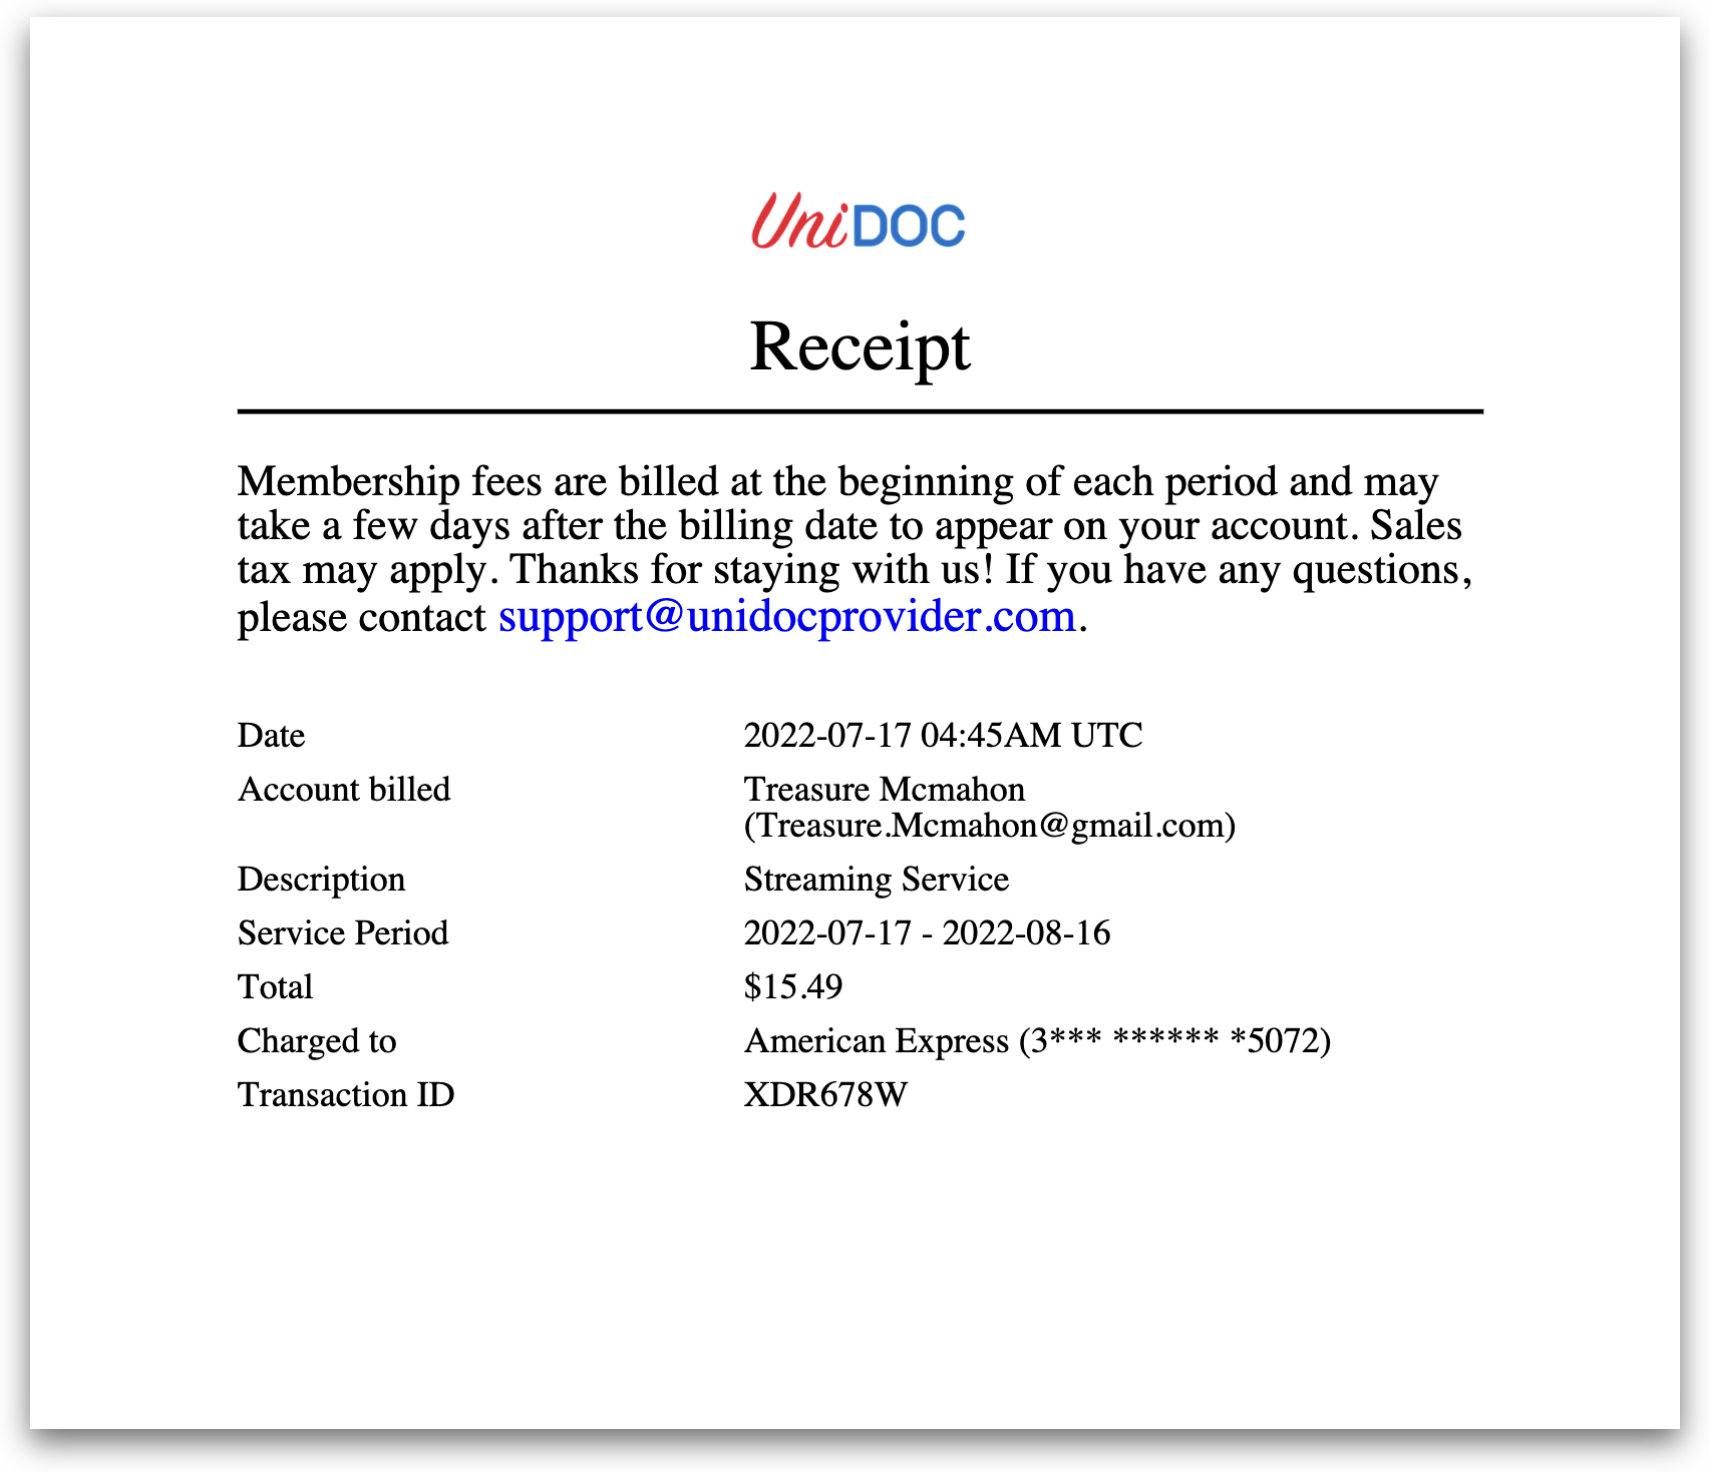 UniDOC
Receipt
Membership fees are billed at the beginning of each period and may
take a few days after the billing date to appear on your account. Sales
tax may apply. Thanks for staying with us! If you have any questions,
please contact support@unidocprovider.com.
Date 2022-07-17 04:45AM UTC
Account billed Treasure Mcmahon
(Treasure.Mcmahon@gmail.com)
Description Streaming Service
Service Period 2022-07-17 - 2022-08-16
Total $15.49
Charged to American Express (3*** ****** *5072)
Transaction ID XDR678W